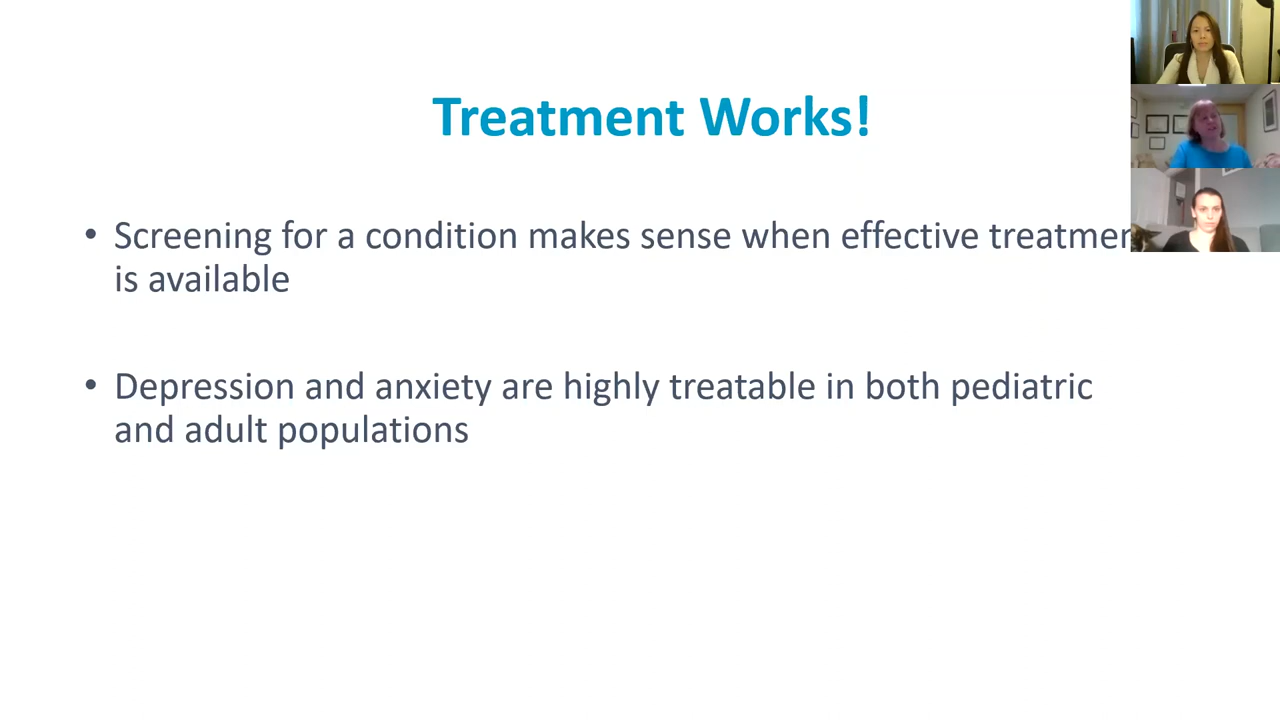 Treatment Works!
• Screening for a condition makes sense when effective
is available
• Depression and anxiety are highly treatable in both pediatric
and adult populations